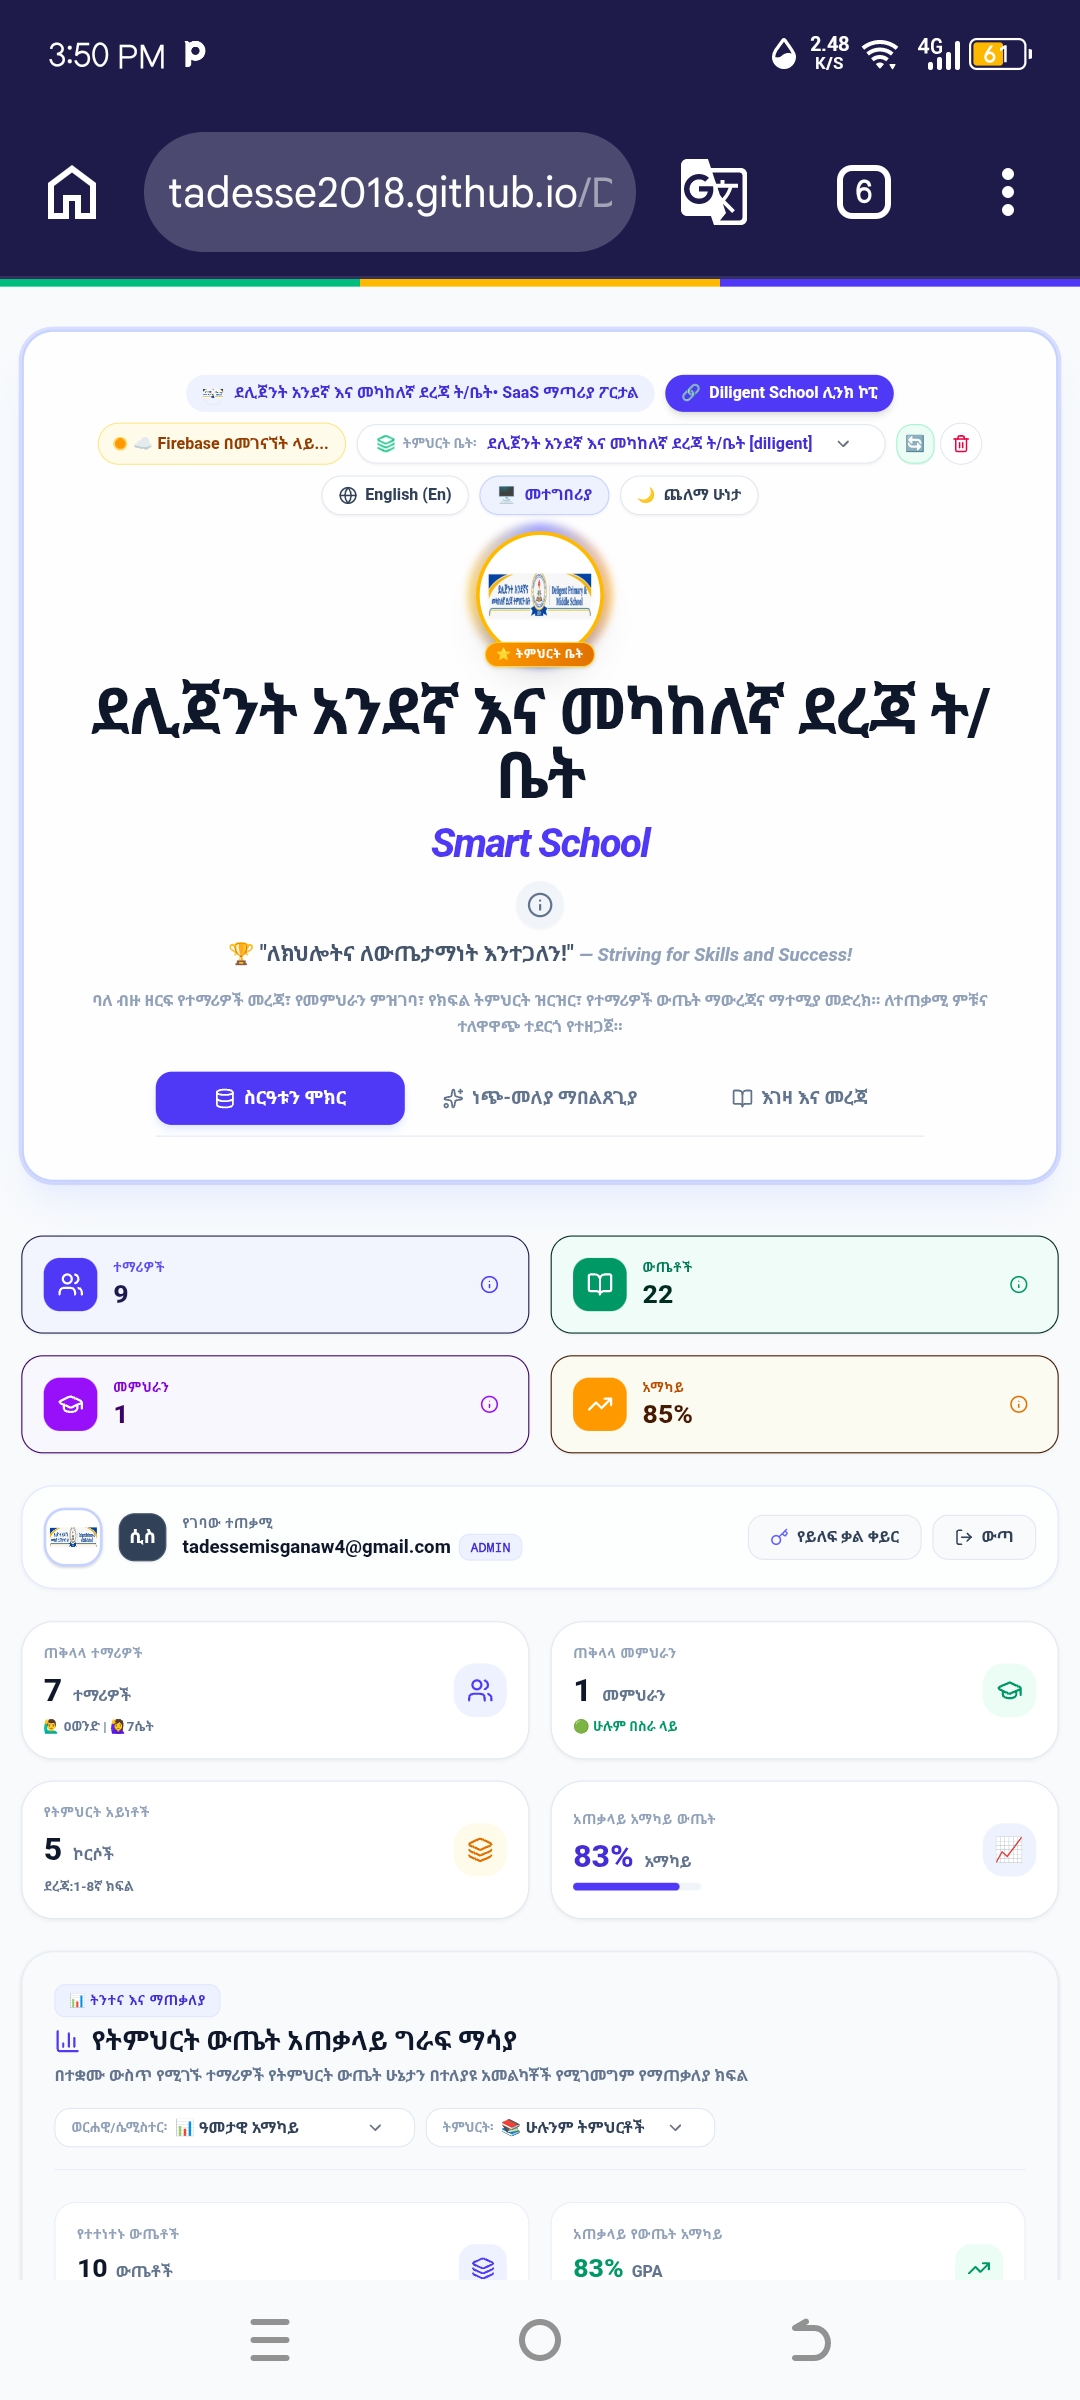 3:50 PM
2.48 K/S
4G
61
tadesse2018.github.io/D
6
ደሊጀንት አንደኛ እና መካከለኛ ደረጃ ት/ቤት• SaaS ማጣሪያ ፖርታል
🔗 Diligent School ሊንክ ኮፒ
☁️ Firebase በመገናኘት ላይ...
ትምህርት ቤት: ደሊጀንት አንደኛ እና መካከለኛ ደረጃ ት/ቤት [diligent]
English (En)
🖥️ መተግበሪያ
🌙 ጨለማ ሁነታ
⭐ ትምህርት ቤት
ደሊጀንት አንደኛ እና መካከለኛ ደረጃ ት/
ቤት
Smart School
🏆 "ለክህሎትና ለውጤታማነት እንተጋለን!" — Striving for Skills and Success!
ባለ ብዙ ዘርፍ የተማሪዎች መረጃ፣ የመምህራን ምዝገባ፣ የክፍል ትምህርት ዝርዝር፣ የተማሪዎች ውጤት ማውረጃና ማተሚያ መድረክ። ለተጠቃሚ ምቹና
ተለዋዋጭ ተደርጎ የተዘጋጀ።
ስርዓቱን ሞክር
ነጭ-መለያ ማበልጸጊያ
እገዛ እና መረጃ
ተማሪዎች
9
ውጤቶች
22
መምህራን
1
አማካይ
85%
ሲስ
የገባው ተጠቃሚ
tadessemisganaw4@gmail.com ADMIN
የይለፍ ቃል ቀይር
ውጣ
ጠቅላላ ተማሪዎች
7 ተማሪዎች
🙋‍♂️ 0ወንድ | 🙋‍♀️7ሴት
ጠቅላላ መምህራን
1 መምህራን
🟢 ሁሉም በስራ ላይ
የትምህርት አይነቶች
5 ኮርሶች
ደረጃ:1-8ኛ ክፍል
አጠቃላይ አማካይ ውጤት
83% አማካይ
📊 ትንተና እና ማጠቃለያ
የትምህርት ውጤት አጠቃላይ ግራፍ ማሳያ
በተቋሙ ውስጥ የሚገኙ ተማሪዎች የትምህርት ውጤት ሁኔታን በተለያዩ አመልካቾች የሚገመግም የማጠቃለያ ክፍል
ወርሐዊ/ሴሚስተር: 📊 ዓመታዊ አማካይ
ትምህርት: 📚 ሁሉንም ትምህርቶች
የተተነተኑ ውጤቶች
10 ውጤቶች
አጠቃላይ የውጤት አማካይ
83% GPA